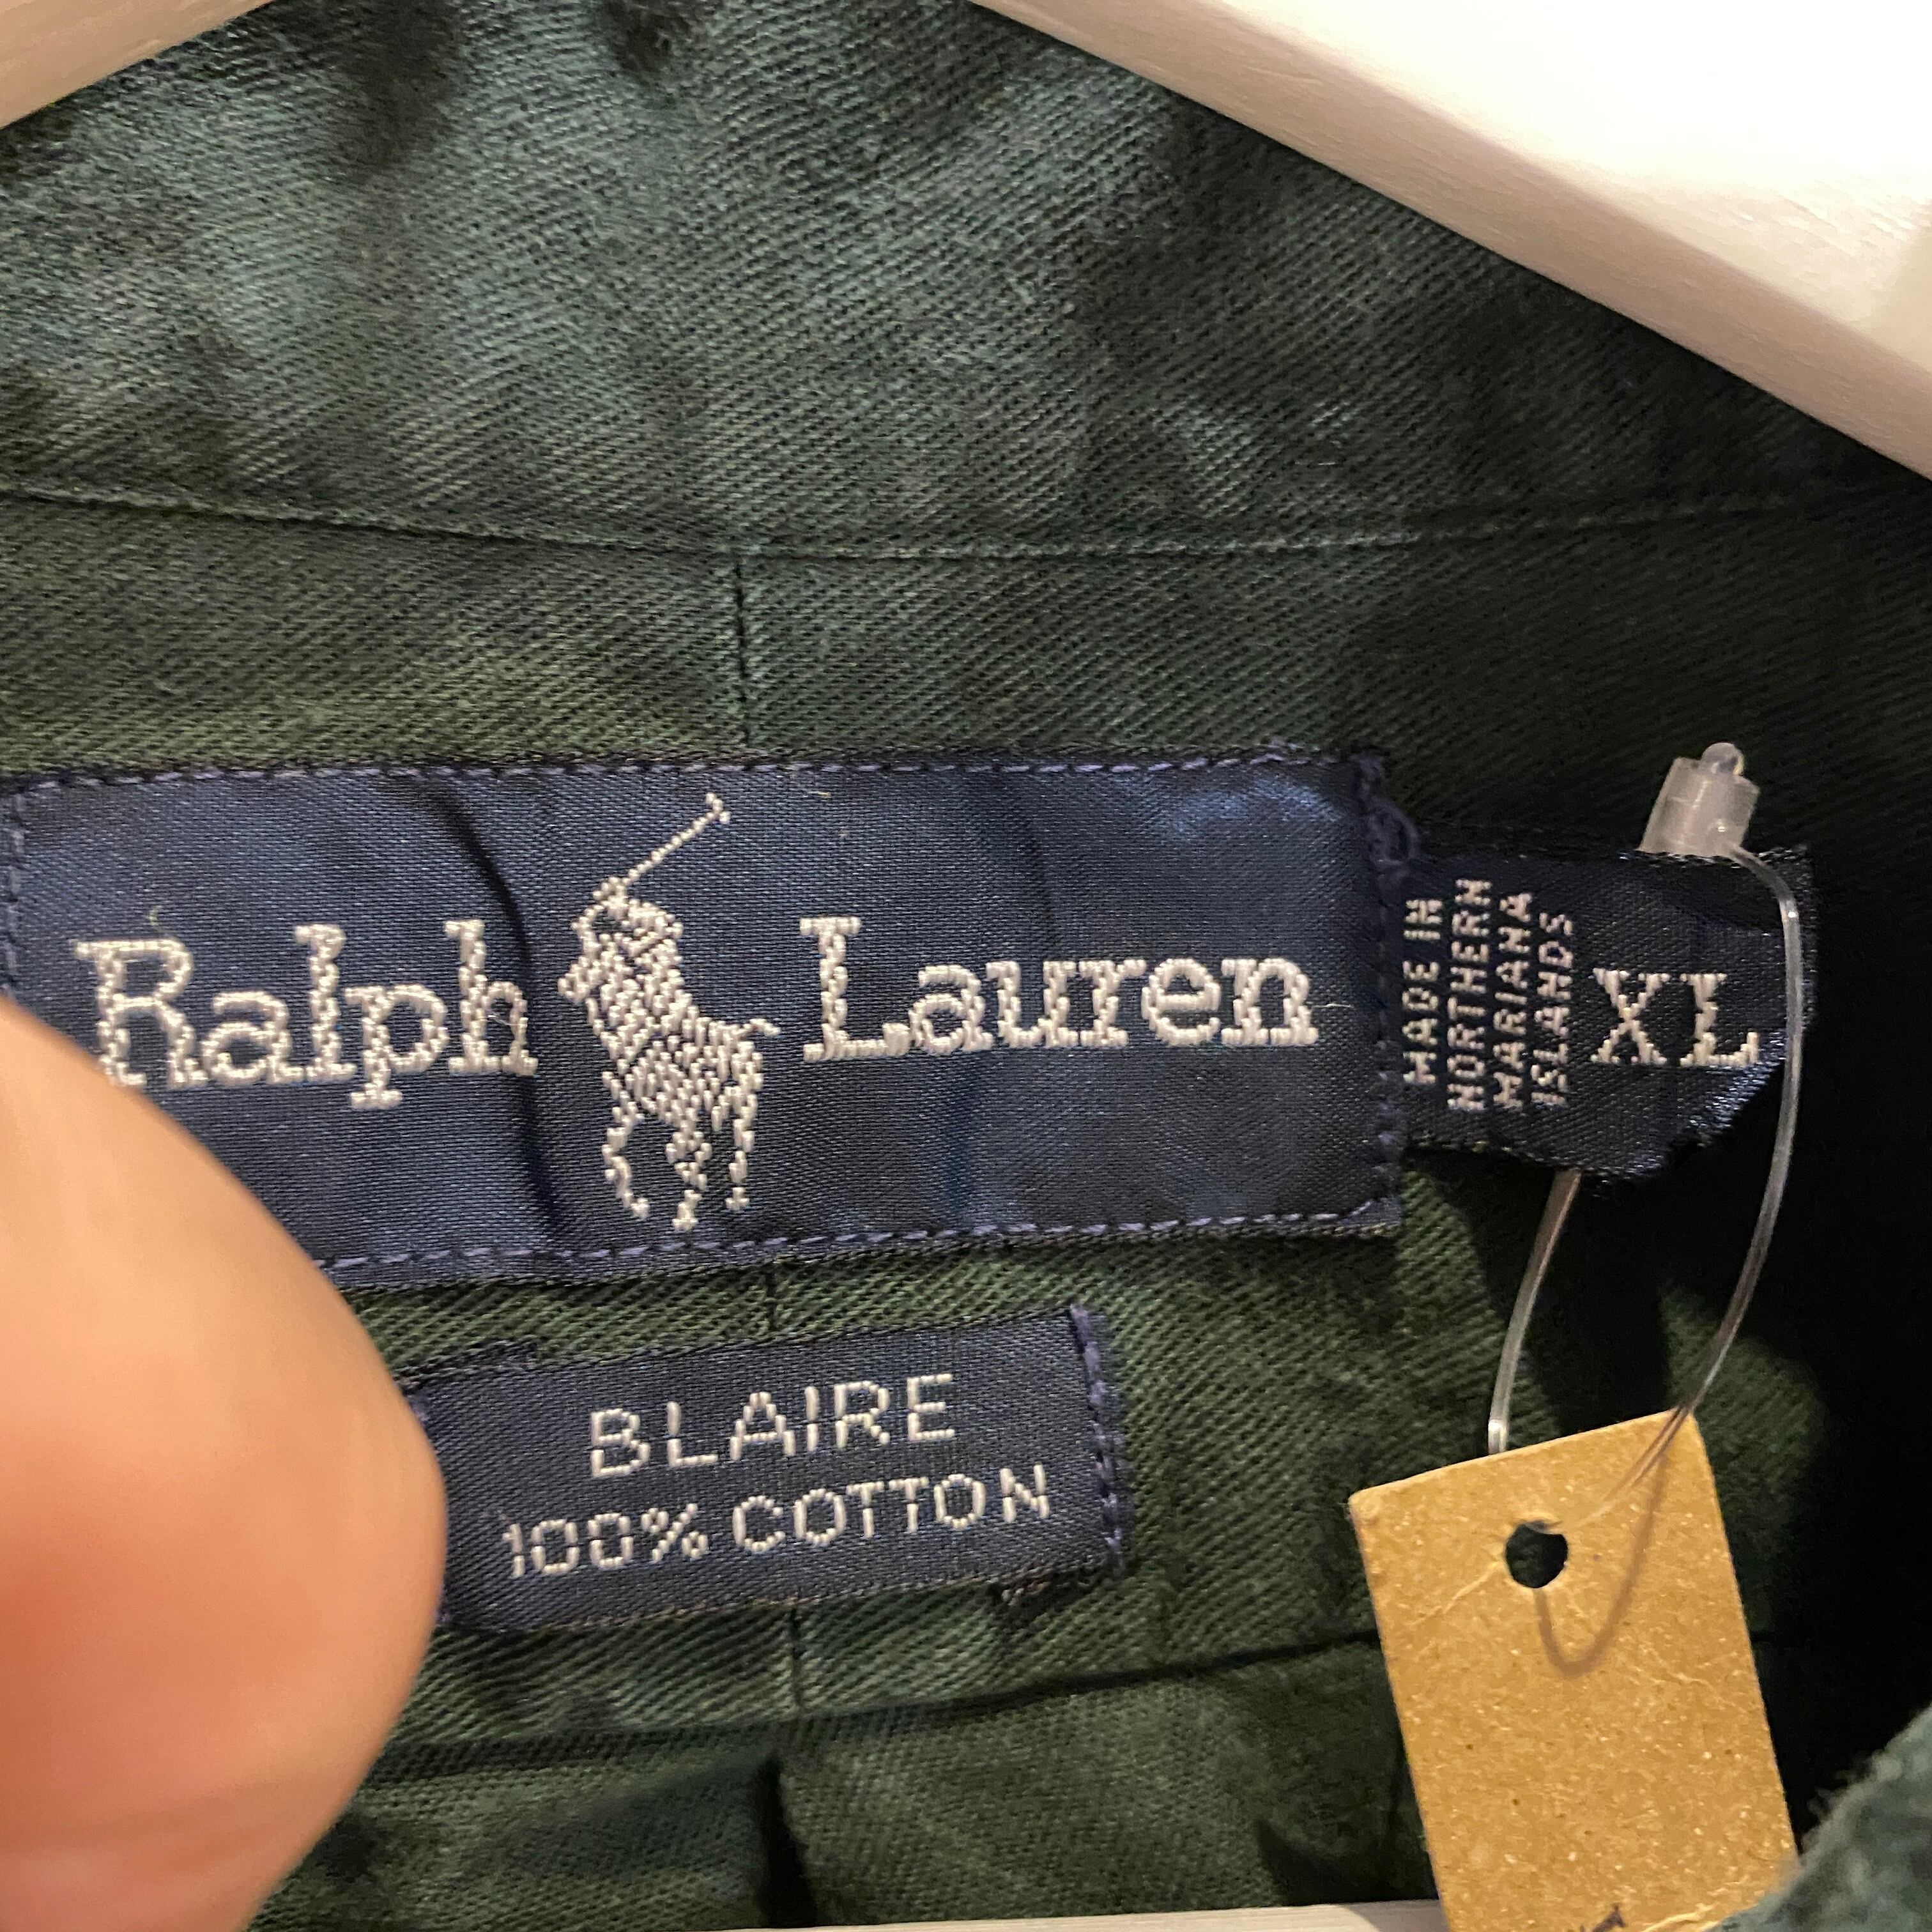 Ralph Lauren
MADE IN
NORTHERN
MARIANA
ISLANDS
XL
BLAIRE
100% COTTON